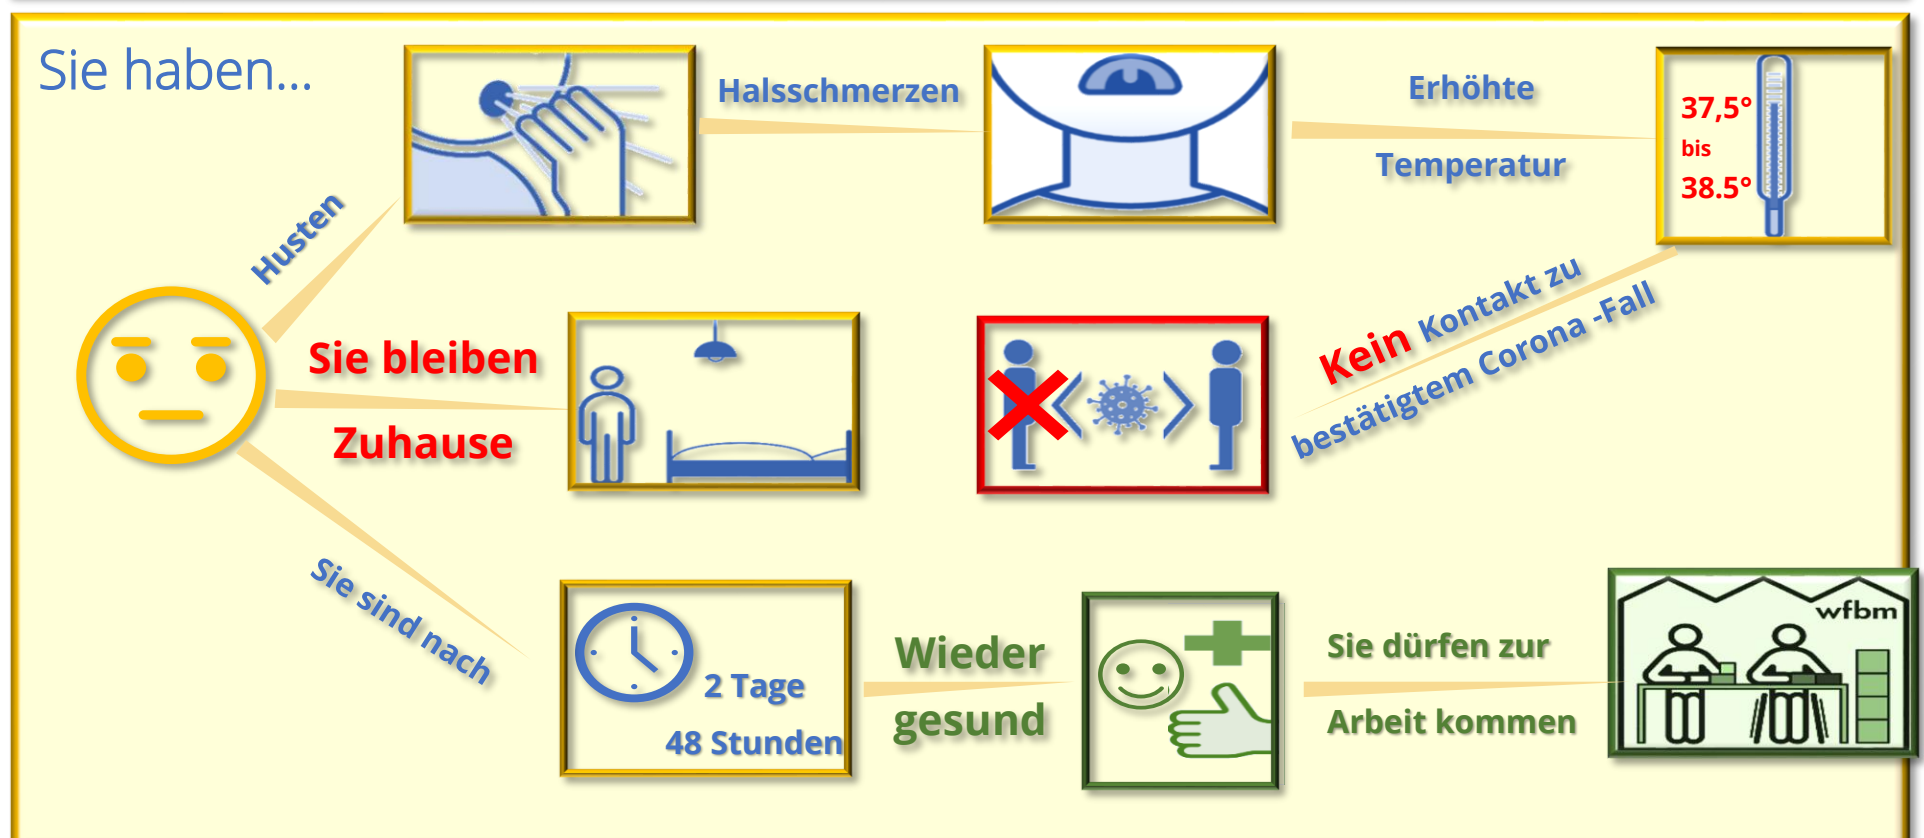 Sie haben...
Husten
Halsschmerzen
Erhöhte
Temperatur
37,5°
bis
38.5°
Kein Kontakt zu
bestätigtem Corona -Fall
Sie bleiben
Zuhause
Sie sind nach
2 Tage
48 Stunden
Wieder
gesund
Sie dürfen zur
Arbeit kommen
wfbm